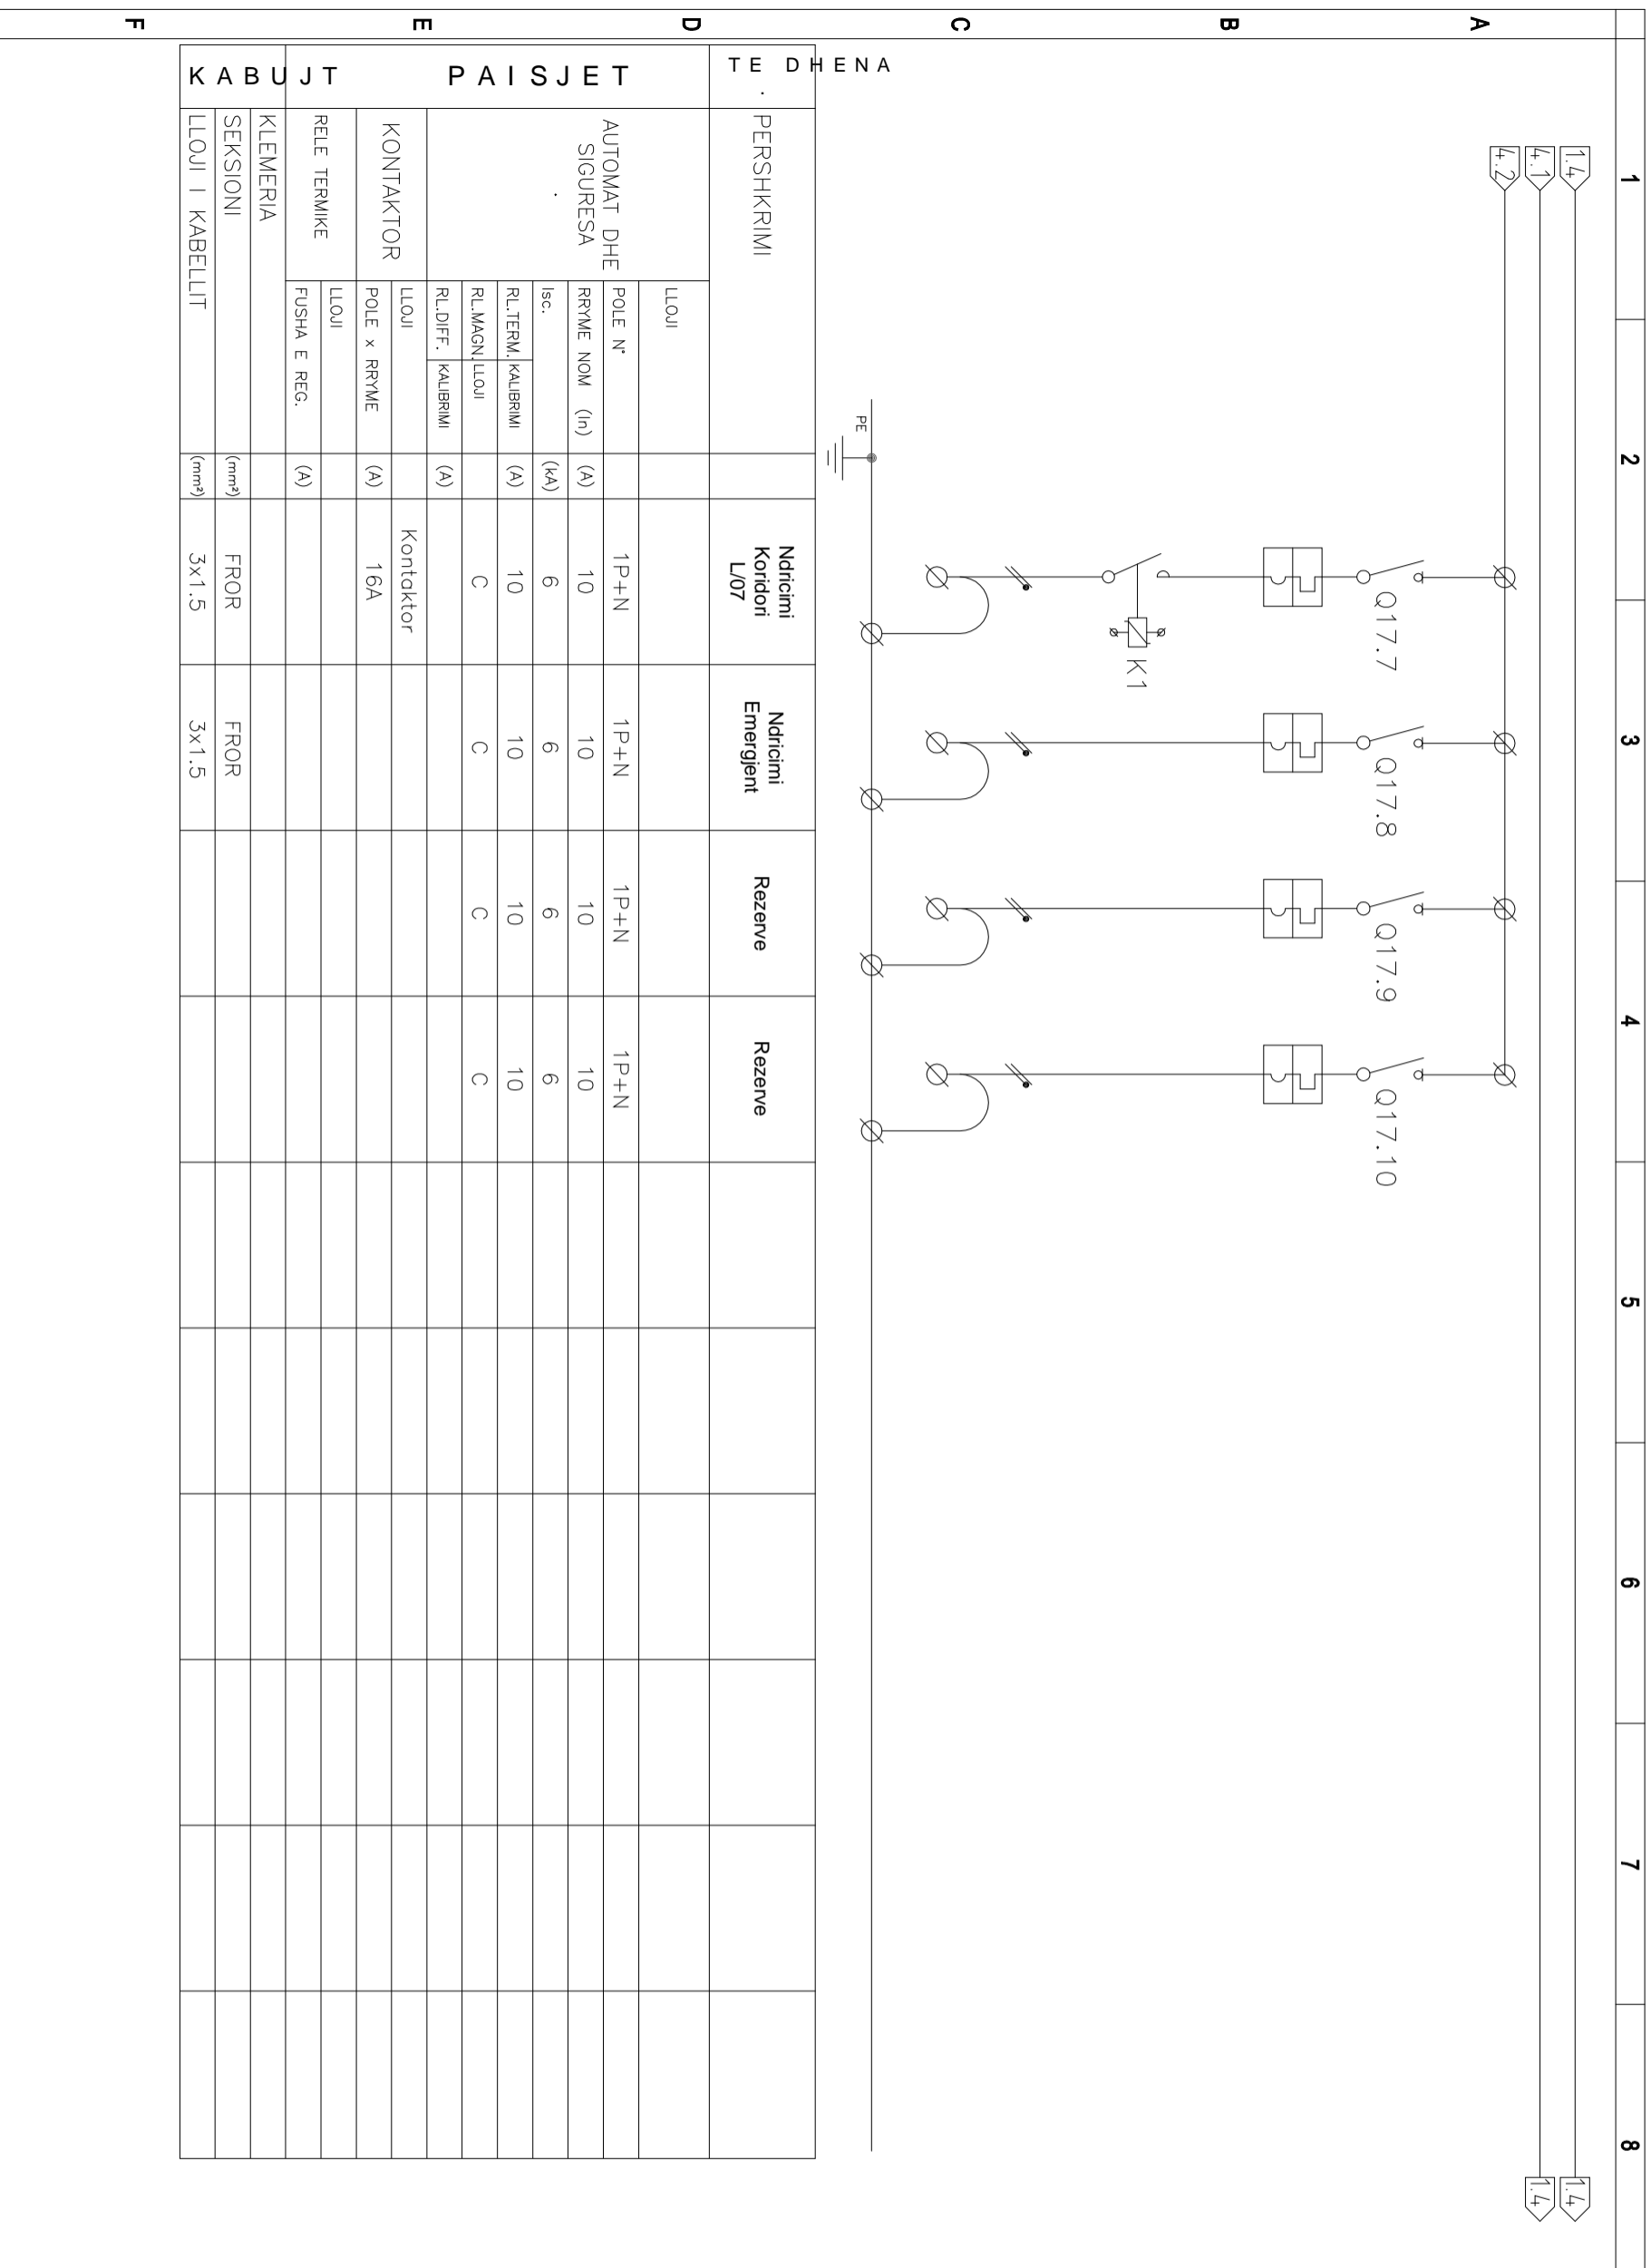 1 2 3 4 5 6 7 8
A
B
C
D
E
F
1.4 1.4
4.1 1.4
4.2
Q17.7 Q17.8 Q17.9 Q17.10
K1
PE
TE DHENA
.
PERSHKRIMI
Ndricimi
Koridori
L/07
Ndricimi
Emergjent
Rezerve
Rezerve
PAISJET
AUTOMAT DHE
SIGURESA
.
LLOJI
POLE N° 1P+N 1P+N 1P+N 1P+N
RRYME NOM (In) (A) 10 10 10 10
Isc. (kA) 6 6 6 6
RL.TERM. KALIBRIMI (A) 10 10 10 10
RL.MAGN. LLOJI C C C C
RL.DIFF. KALIBRIMI (A)
KONTAKTOR
LLOJI Kontaktor
POLE x RRYME (A) 16A
RELE TERMIKE
LLOJI
FUSHA E REG. (A)
KABUJT
KLEMERIA
SEKSIONI (mm²) FROR FROR
LLOJI I KABELLIT (mm²) 3x1.5 3x1.5